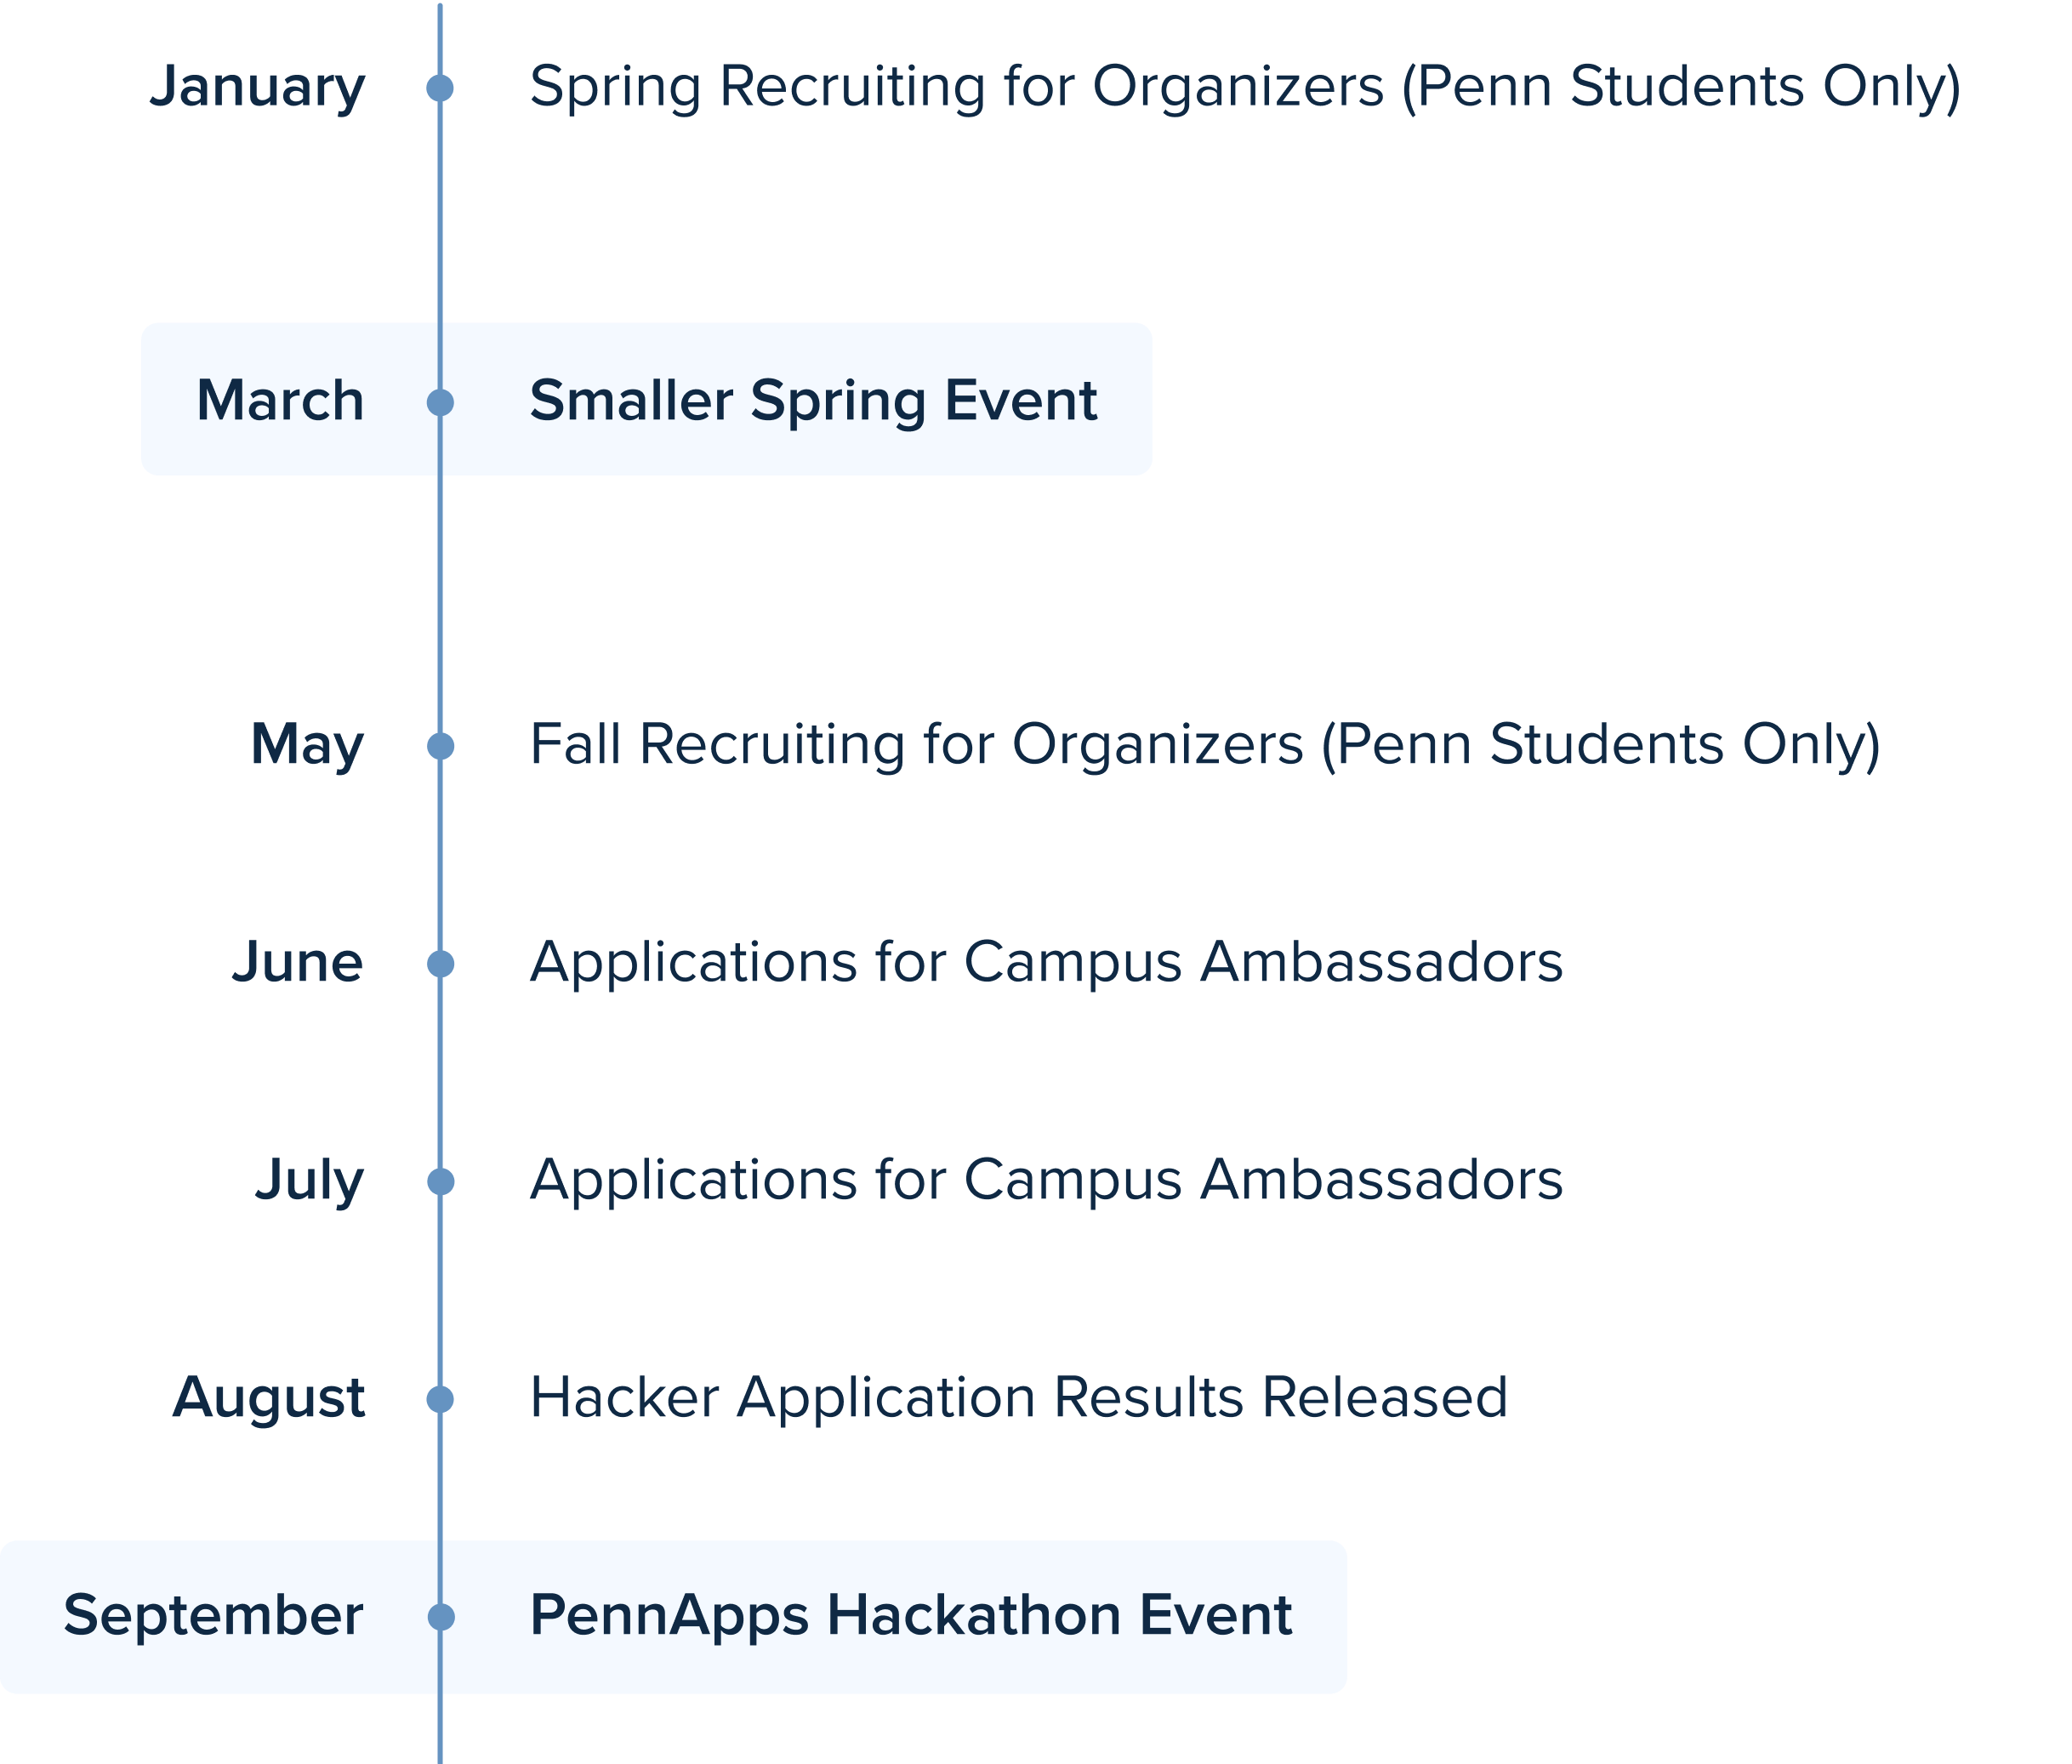 January Spring Recruiting for Organizers (Penn Students Only)
March Smaller Spring Event
May Fall Recruiting for Organizers (Penn Students Only)
June Applications for Campus Ambassadors
July Applications for Campus Ambassadors
August Hacker Application Results Released
September PennApps Hackathon Event